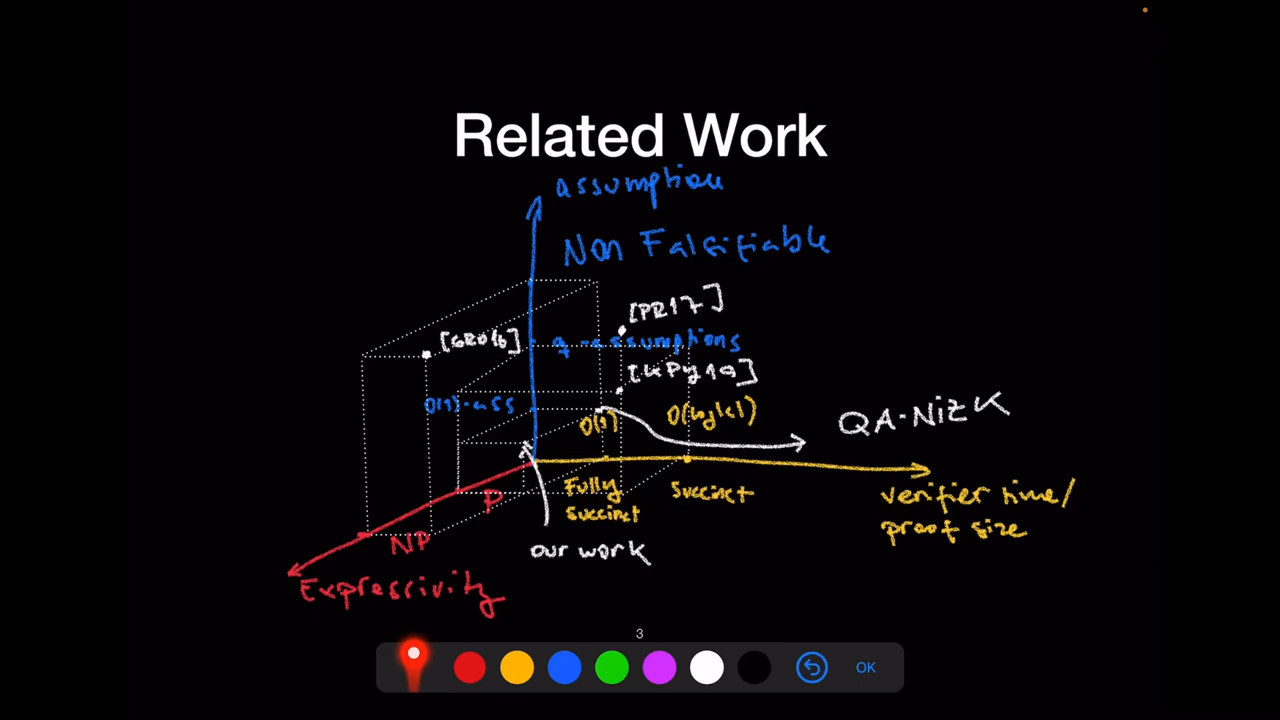 Related Work
assumption
Non Falsifiable
[PR17]
[GRO16]
q-assumptions
[KPY19]
O(1)-ass
O(1)
O(log|c|)
QA-NIZK
Fully
Succinct
Succinct
verifier time/
proof size
P
NP
our work
Expressivity
3
OK